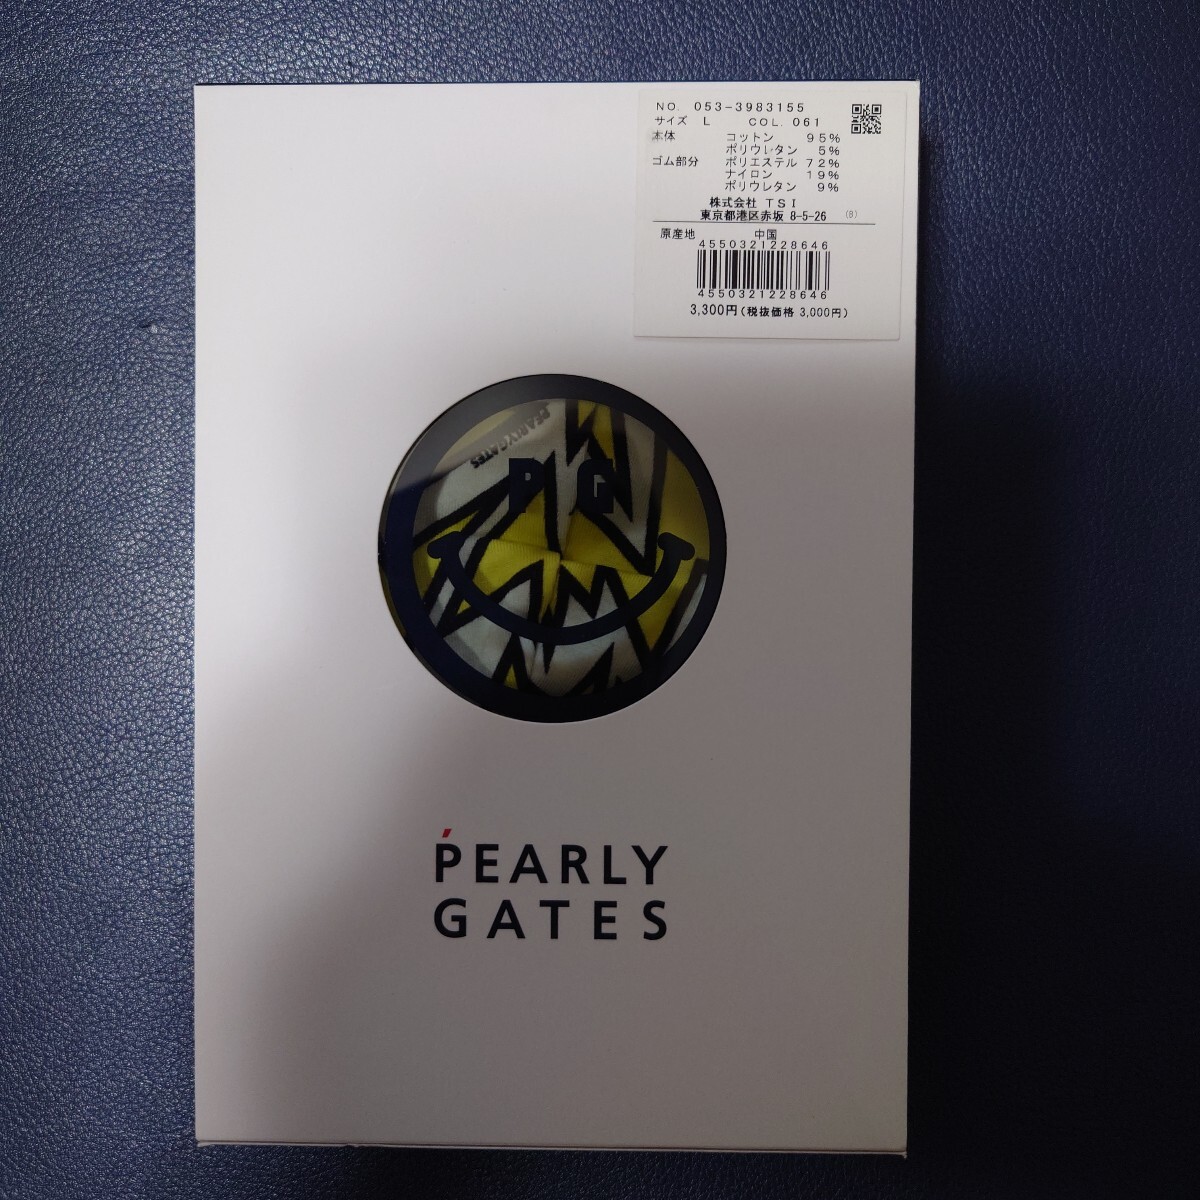 NO. 053-3983155
サイズ L COL. 061
本体 コットン 95%
ポリウレタン 5%
ゴム部分 ポリエステル 72%
ナイロン 19%
ポリウレタン 9%
株式会社 TSI
東京都港区赤坂 8-5-26 (B)
原産地 中国
4550321228646
4550321228646
3,300円(税抜価格 3,000円)
PEARLY GATES
P G
PEARLY
GATES